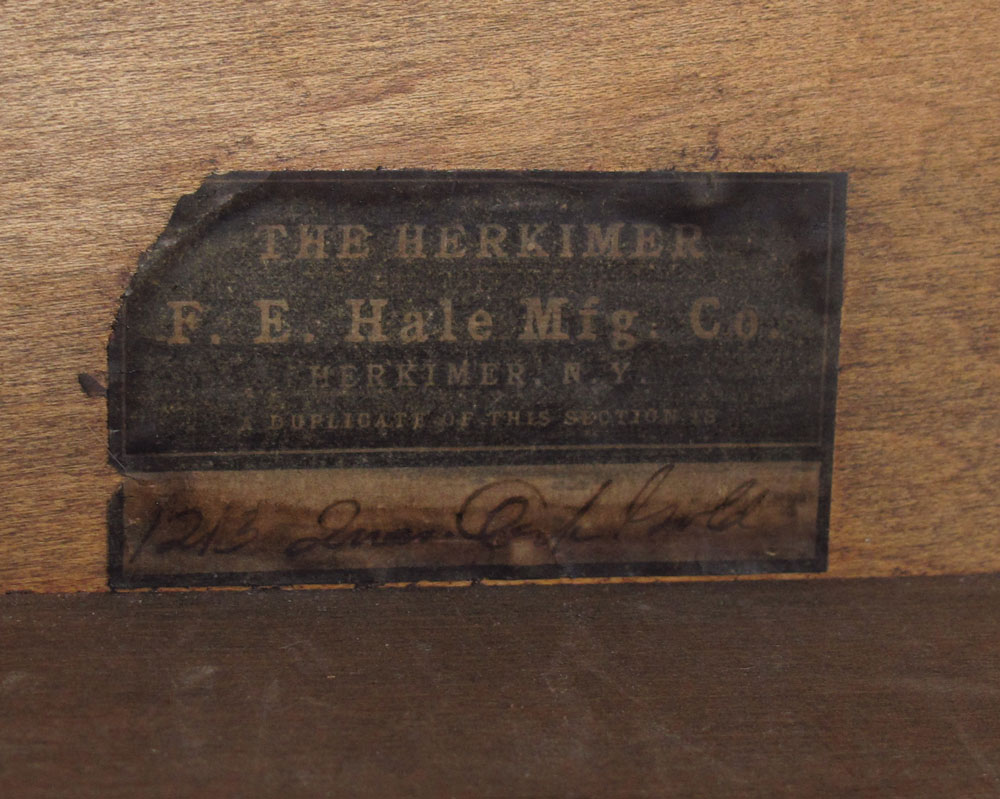 THE HERKIMER
F. E. Hale Mfg. Co.
HERKIMER, N. Y.
A DUPLICATE OF THIS SECTION IS